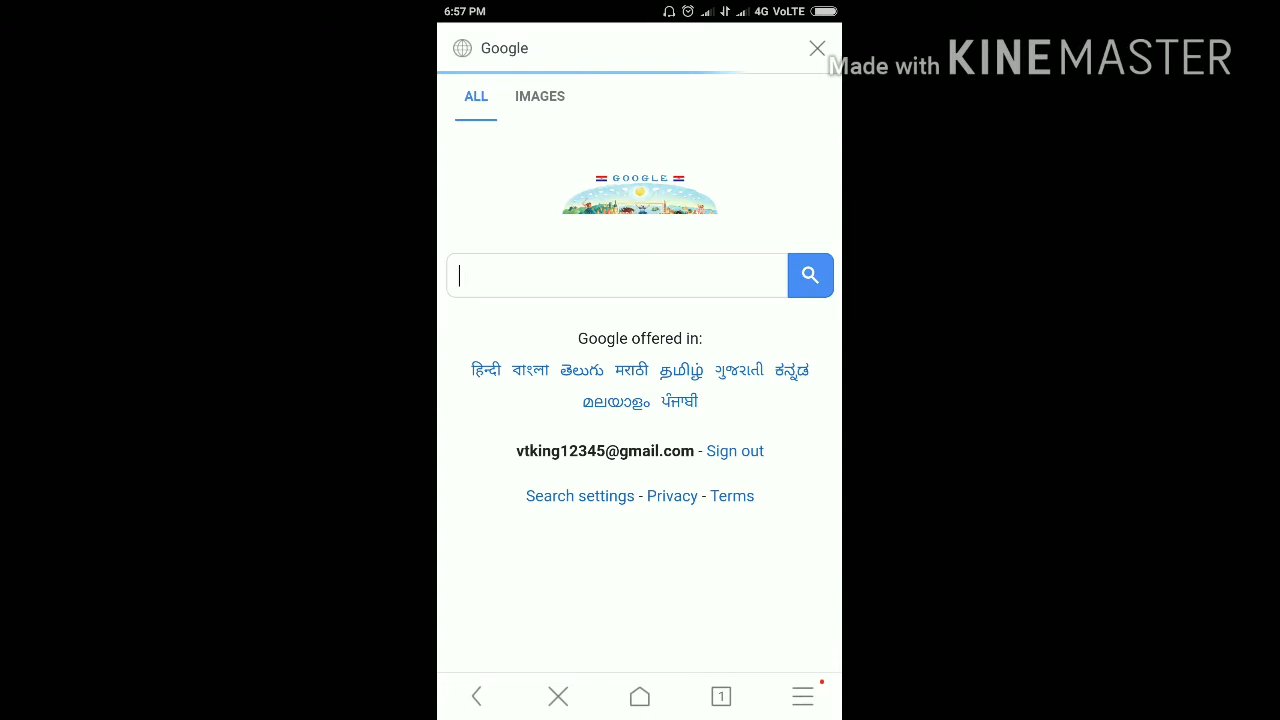 6:57 PM 4G VoLTE
Google
Made with KINEMASTER
ALL IMAGES
GOOGLE
Google offered in:
हिन्दी বাংলা తెలుగు मराठी தமிழ் ગુજરાતી ಕನ್ನಡ
മലയാളം ਪੰਜਾਬੀ
vtking12345@gmail.com - Sign out
Search settings - Privacy - Terms
1